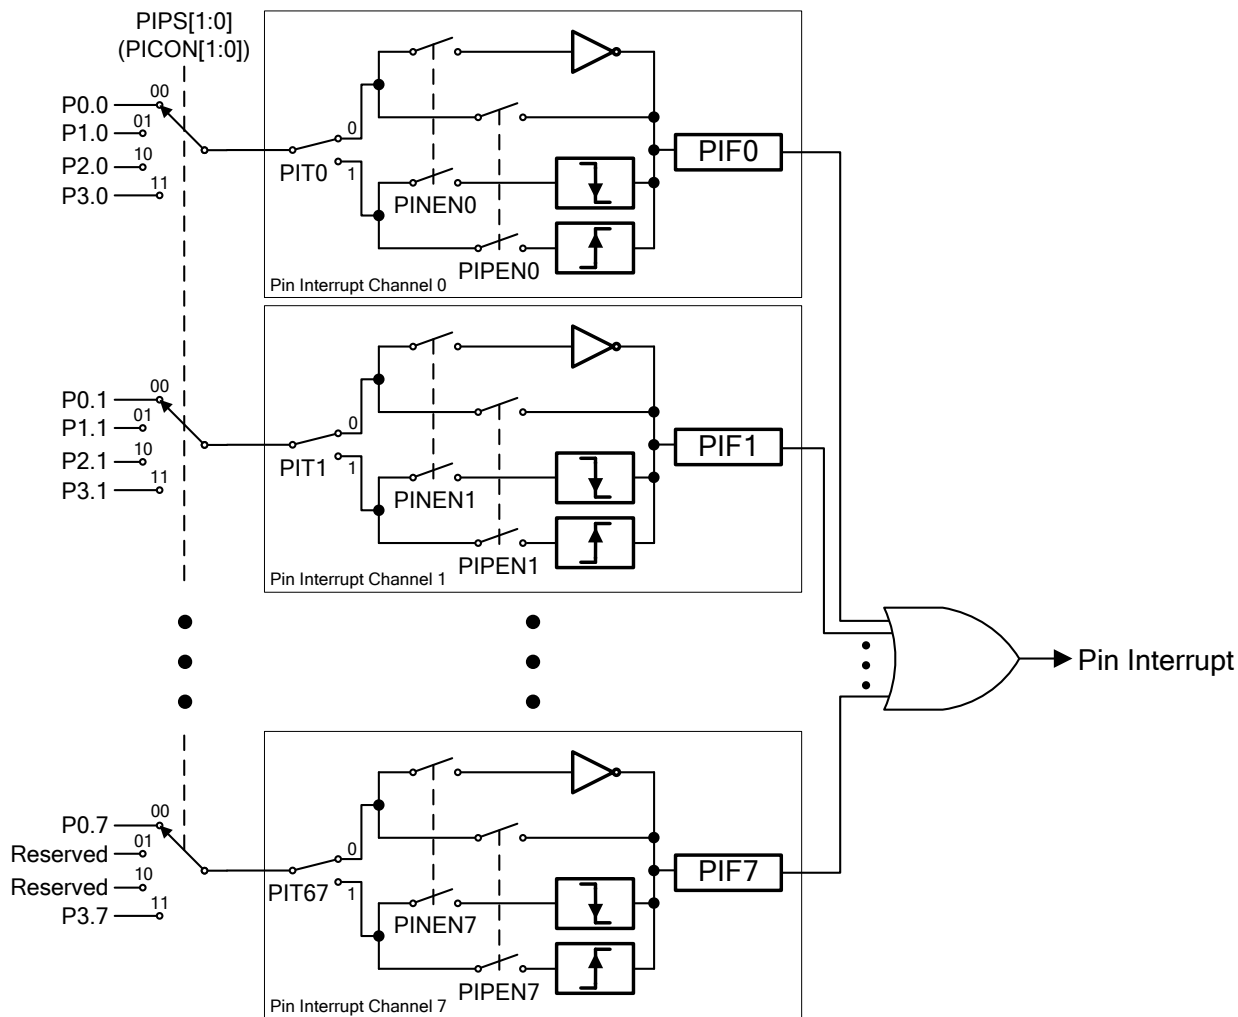 PIPS[1:0]
(PICON[1:0])
P0.0
00
P1.0
01
P2.0
10
P3.0
11
PIT0
0
1
PINEN0
PIPEN0
PIF0
Pin Interrupt Channel 0
P0.1
00
P1.1
01
P2.1
10
P3.1
11
PIT1
0
1
PINEN1
PIPEN1
PIF1
Pin Interrupt Channel 1
Pin Interrupt
P0.7
00
Reserved
01
Reserved
10
P3.7
11
PIT67
0
1
PINEN7
PIPEN7
PIF7
Pin Interrupt Channel 7